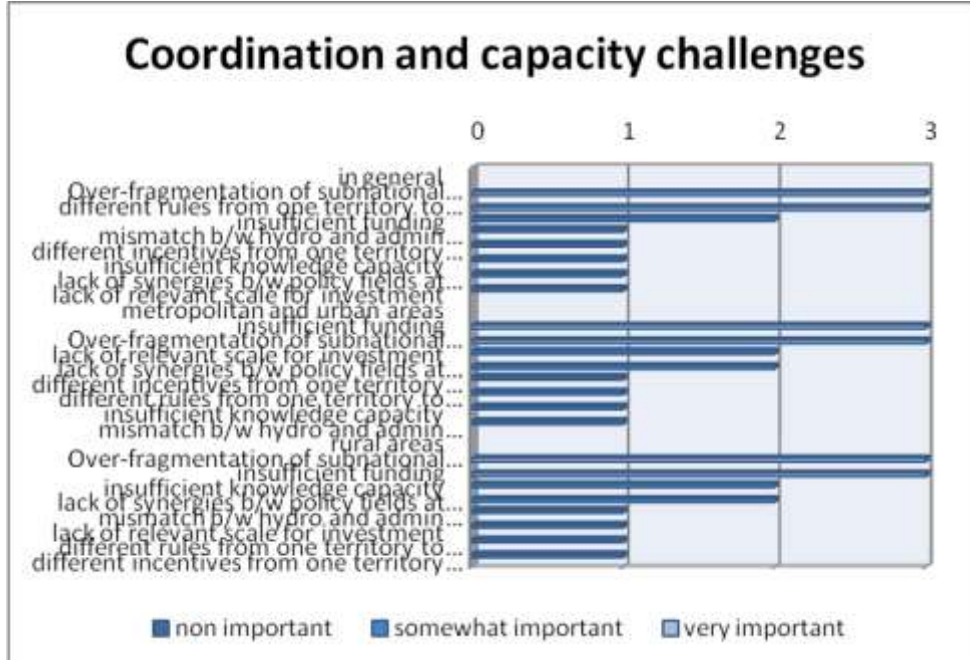 Coordination and capacity challenges
0 1 2 3
in general
Over-fragmentation of subnational...
different rules from one territory to...
insufficient funding
mismatch b/w hydro and admin...
different incentives from one territory...
insufficient knowledge capacity
lack of synergies b/w policy fields at...
lack of relevant scale for investment
metropolitan and urban areas
insufficient funding
Over-fragmentation of subnational...
lack of relevant scale for investment
lack of synergies b/w policy fields at...
different incentives from one territory...
different rules from one territory to...
insufficient knowledge capacity
mismatch b/w hydro and admin...
rural areas
Over-fragmentation of subnational...
insufficient funding
insufficient knowledge capacity
lack of synergies b/w policy fields at...
mismatch b/w hydro and admin...
lack of relevant scale for investment
different rules from one territory to...
different incentives from one territory...
non important somewhat important very important